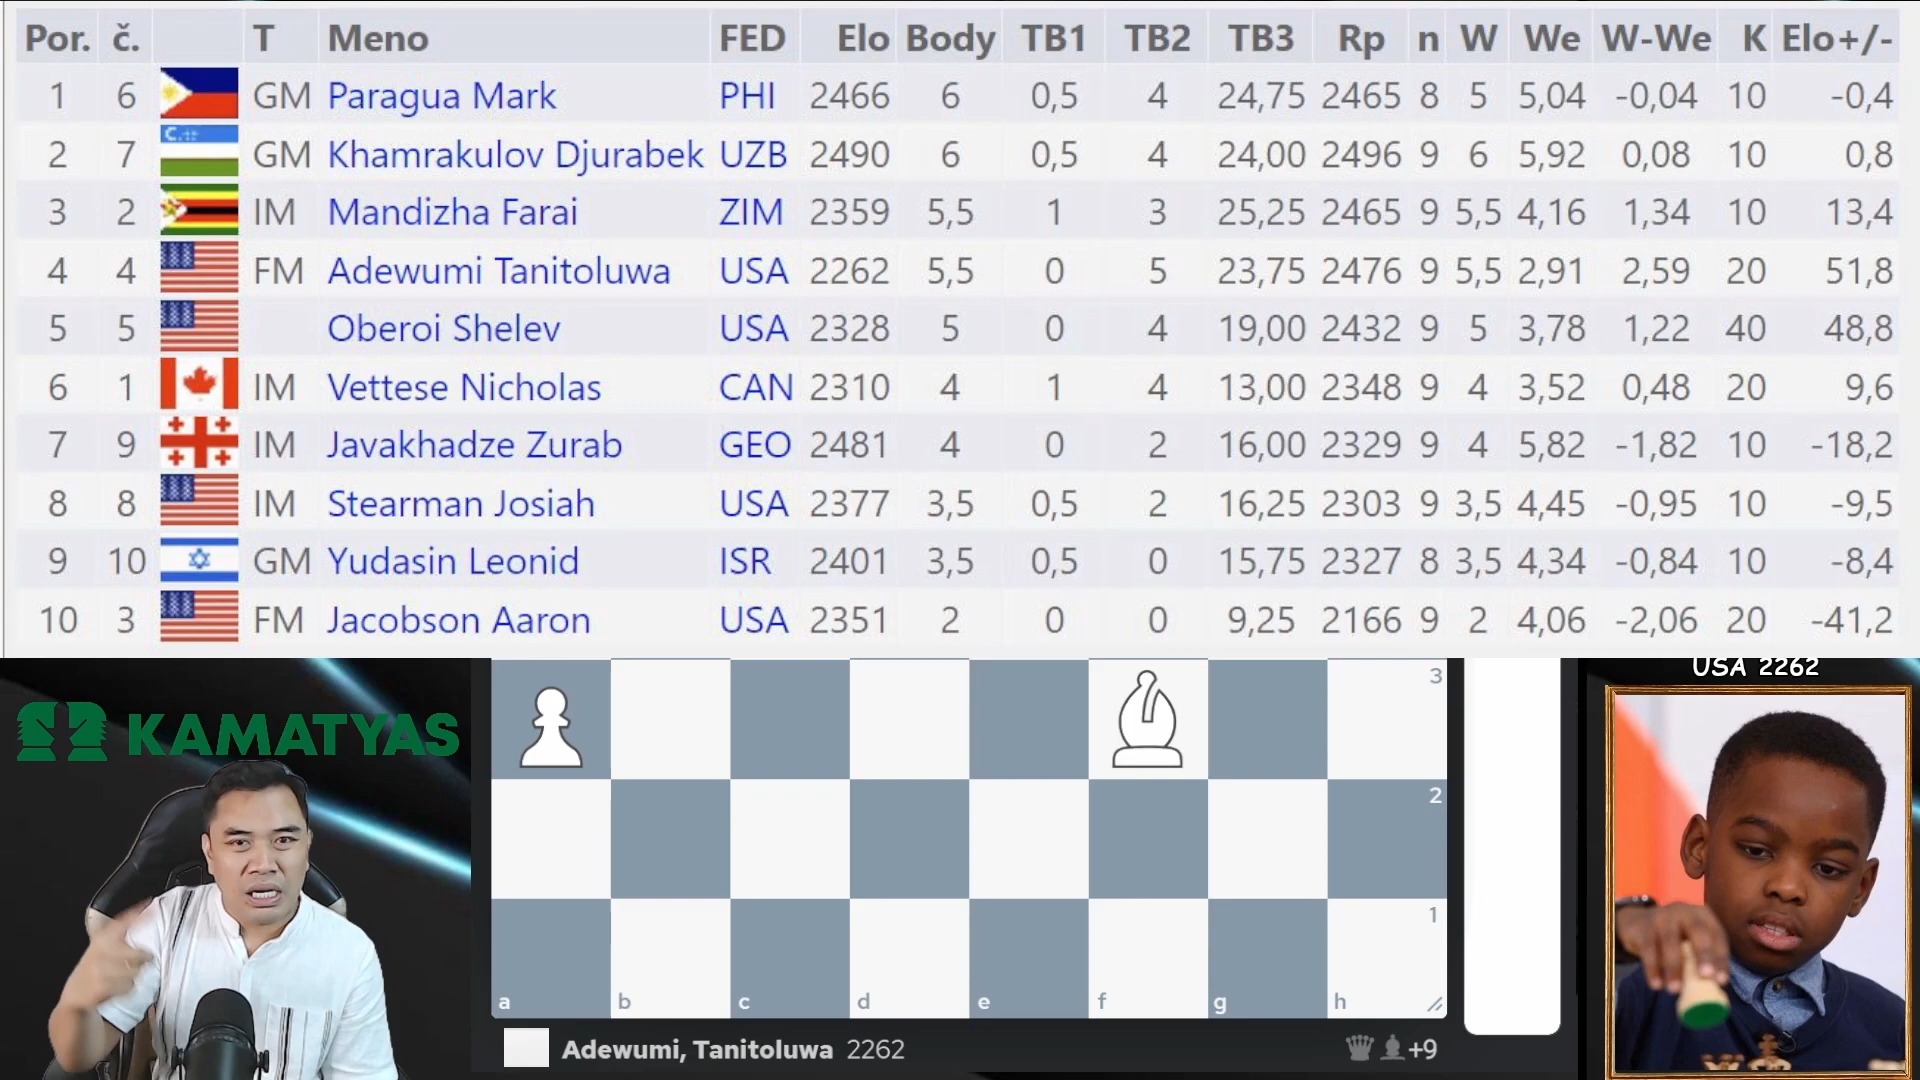 Por. č. T Meno FED Elo Body TB1 TB2 TB3 Rp n W We W-We K Elo+/-
1 6 GM Paragua Mark PHI 2466 6 0,5 4 24,75 2465 8 5 5,04 -0,04 10 -0,4
2 7 GM Khamrakulov Djurabek UZB 2490 6 0,5 4 24,00 2496 9 6 5,92 0,08 10 0,8
3 2 IM Mandizha Farai ZIM 2359 5,5 1 3 25,25 2465 9 5,5 4,16 1,34 10 13,4
4 4 FM Adewumi Tanitoluwa USA 2262 5,5 0 5 23,75 2476 9 5,5 2,91 2,59 20 51,8
5 5 Oberoi Shelev USA 2328 5 0 4 19,00 2432 9 5 3,78 1,22 40 48,8
6 1 IM Vettese Nicholas CAN 2310 4 1 4 13,00 2348 9 4 3,52 0,48 20 9,6
7 9 IM Javakhadze Zurab GEO 2481 4 0 2 16,00 2329 9 4 5,82 -1,82 10 -18,2
8 8 IM Stearman Josiah USA 2377 3,5 0,5 2 16,25 2303 9 3,5 4,45 -0,95 10 -9,5
9 10 GM Yudasin Leonid ISR 2401 3,5 0,5 0 15,75 2327 8 3,5 4,34 -0,84 10 -8,4
10 3 FM Jacobson Aaron USA 2351 2 0 0 9,25 2166 9 2 4,06 -2,06 20 -41,2
USA 2262
KAMATYAS
3
2
1
a b c d e f g h
Adewumi, Tanitoluwa 2262 +9